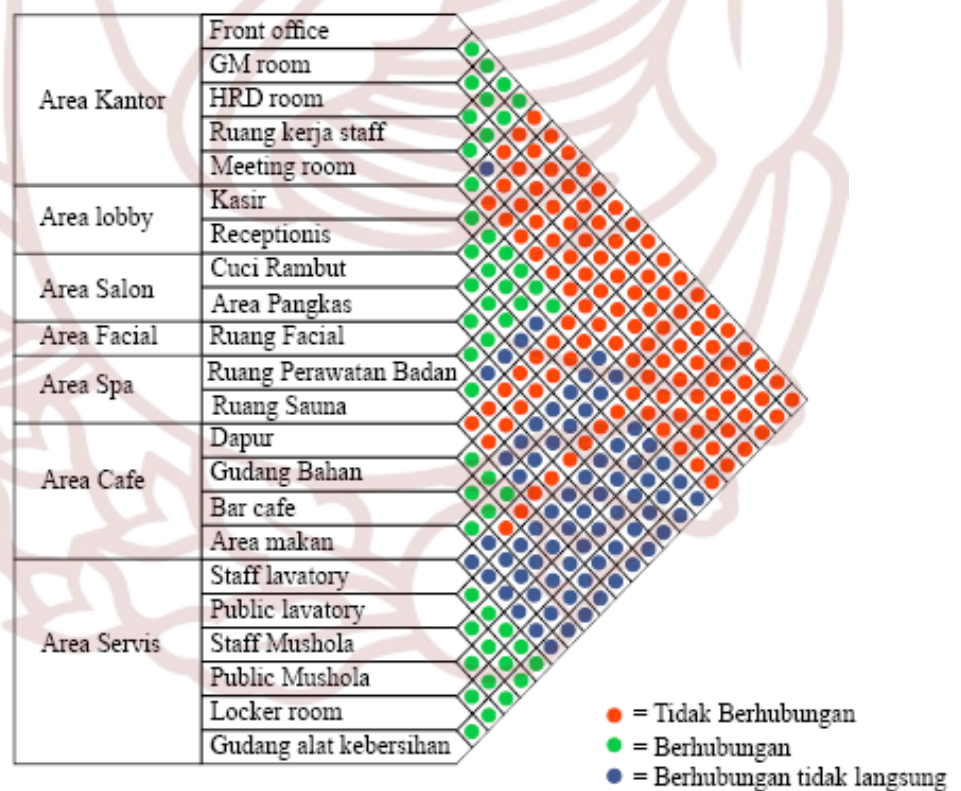 Front office
GM room
Area Kantor
HRD room
Ruang kerja staff
Meeting room
Area lobby
Kasir
Receptionis
Area Salon
Cuci Rambut
Area Pangkas
Area Facial
Ruang Facial
Area Spa
Ruang Perawatan Badan
Ruang Sauna
Area Cafe
Dapur
Gudang Bahan
Bar cafe
Area makan
Area Servis
Staff lavatory
Public lavatory
Staff Mushola
Public Mushola
Locker room
Gudang alat kebersihan
= Tidak Berhubungan
= Berhubungan
= Berhubungan tidak langsung